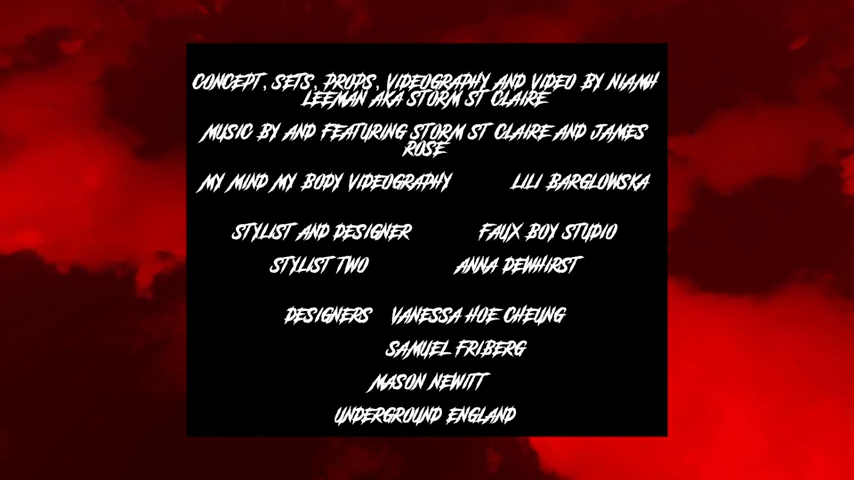 CONCEPT, SETS, PROPS, VIDEOGRAPHY AND VIDEO BY NIAMH
LEEMAN AKA STORM ST CLAIRE
MUSIC BY AND FEATURING STORM ST CLAIRE AND JAMES
ROSE
MY MIND MY BODY VIDEOGRAPHY LILI BARGLOWSKA
STYLIST AND DESIGNER FAUX BOY STUDIO
STYLIST TWO ANNA DEWHIRST
DESIGNERS VANESSA HOE CHEUNG
SAMUEL FRIBERG
MASON NEWITT
UNDERGROUND ENGLAND